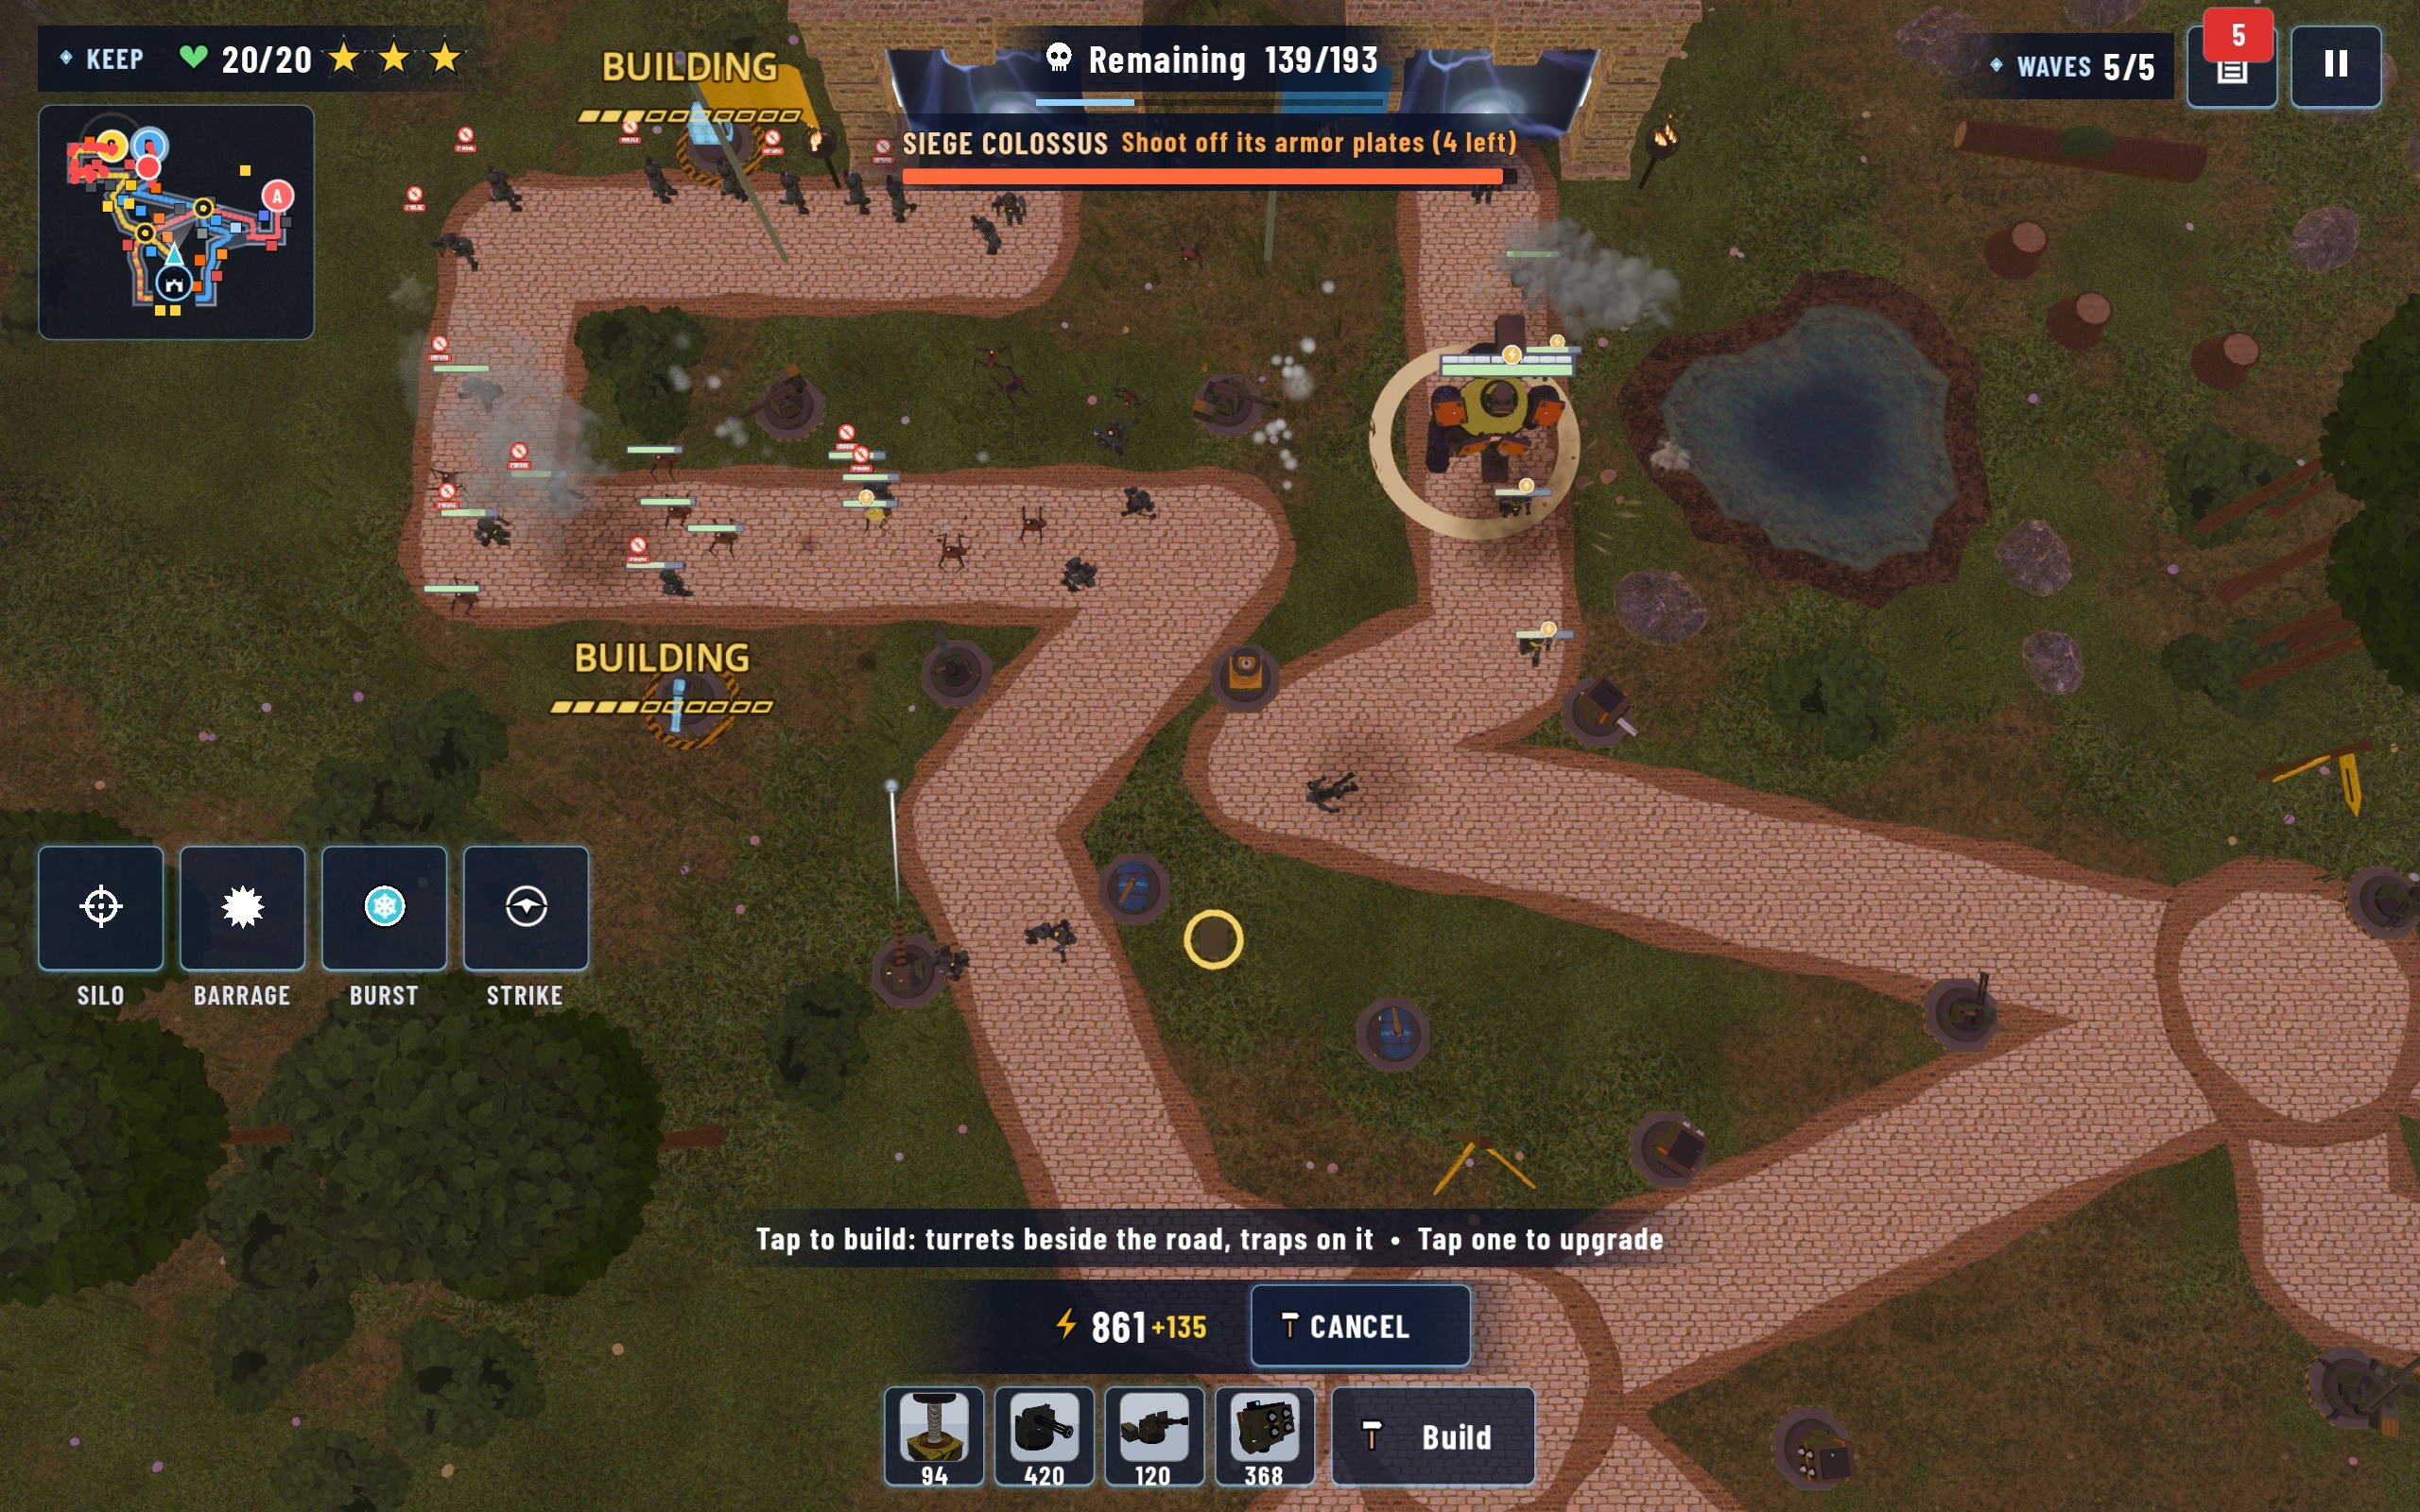 KEEP 20/20
BUILDING
Remaining 139/193
WAVES 5/5
5
SIEGE COLOSSUS Shoot off its armor plates (4 left)
A
BUILDING
SILO
BARRAGE
BURST
STRIKE
Tap to build: turrets beside the road, traps on it • Tap one to upgrade
861 +135
CANCEL
94
420
120
368
Build